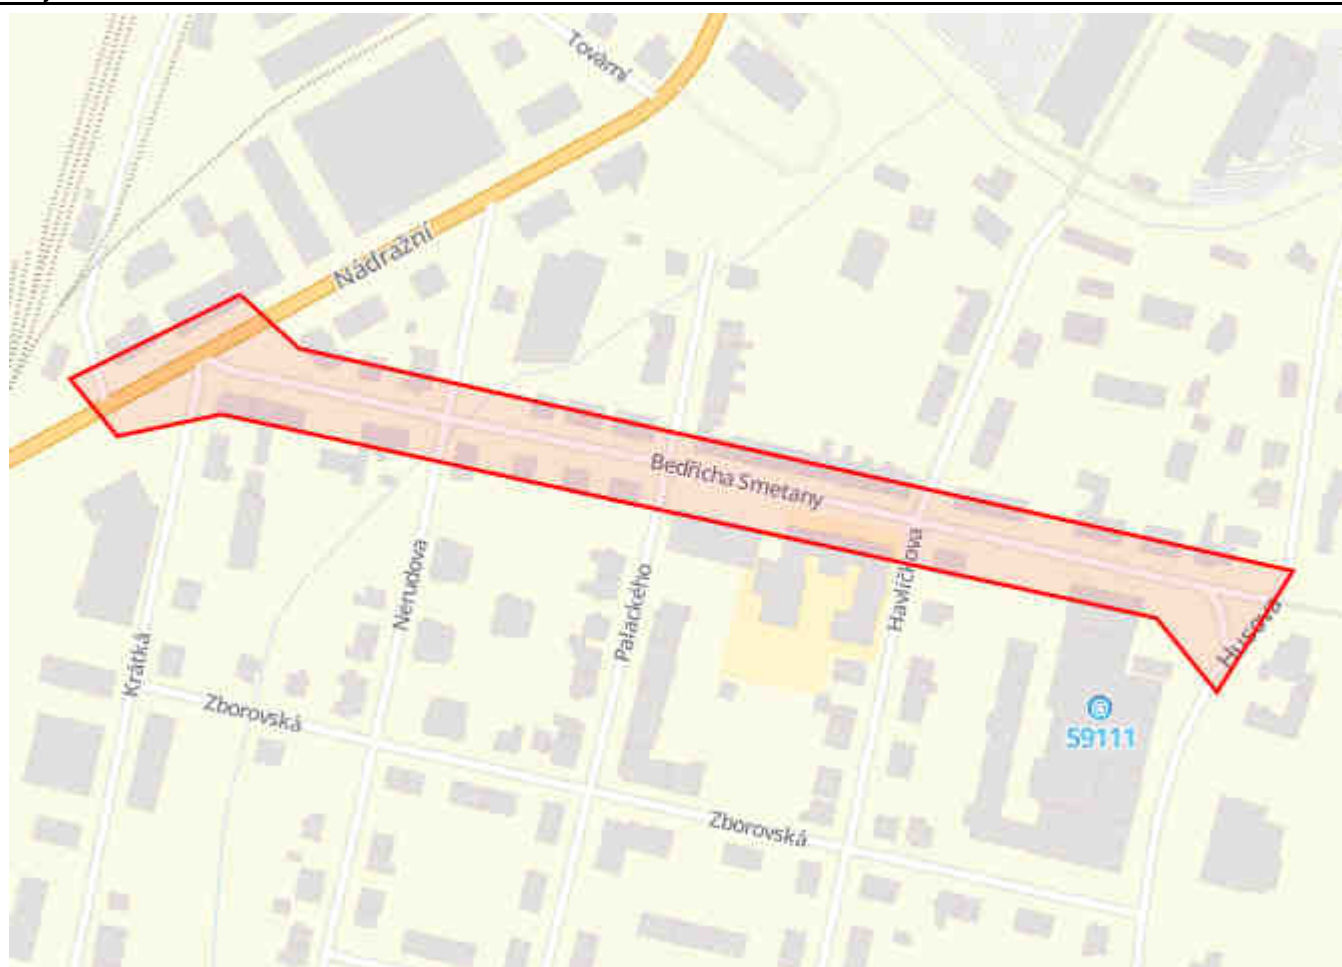 Tovární
Nádražní
Bedřicha Smetany
Havlíčkova
Nerudova
Palackého
Husova
Krátká
Zborovská
59111
Zborovská